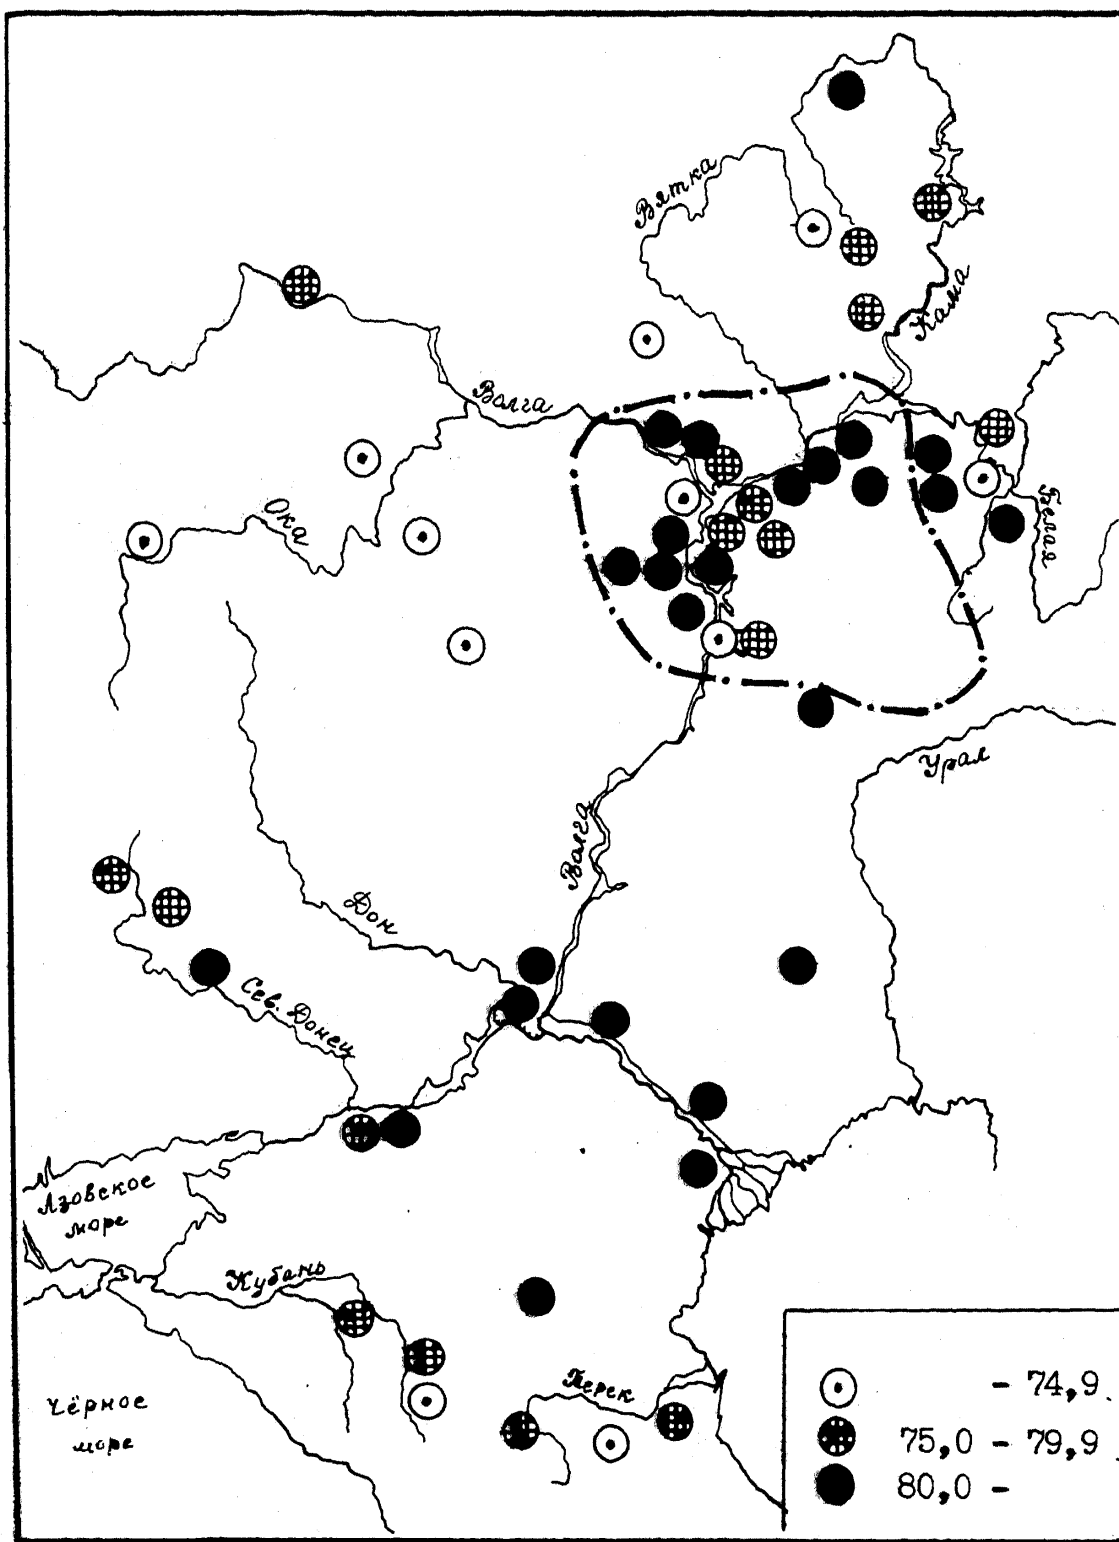 Вятка
Кама
Волга
Ока
Белая
Урал
Волга
Дон
Сев. Донец
Азовское
море
Кубань
Чёрное
море
Терек
- 74,9
75,0 - 79,9
80,0 -